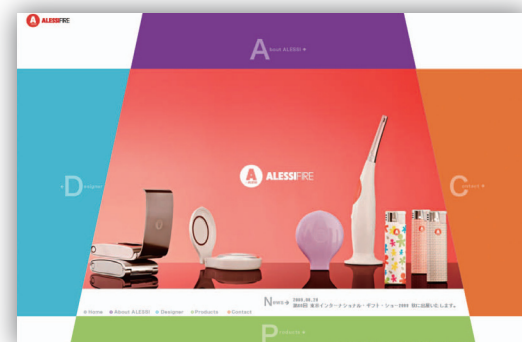 A ALESSIFIRE
About ALESSI
Designer
A ALESSIFIRE
Contact
News 2009.08.20
第68回 東京インターナショナル・ギフト・ショー2009 秋に出展いたします。
Home About ALESSI Designer Products Contact
Products